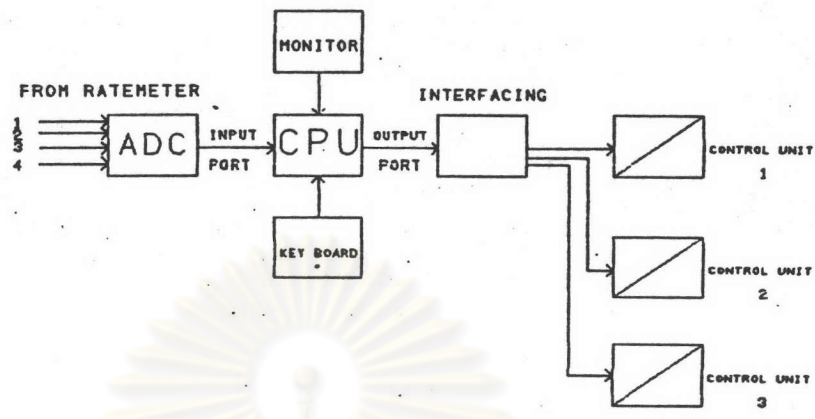 MONITOR
FROM RATEMETER
INTERFACING
1
2
3
4
ADC
INPUT
PORT
CPU
OUTPUT
PORT
KEY BOARD
CONTROL UNIT
1
CONTROL UNIT
2
CONTROL UNIT
3